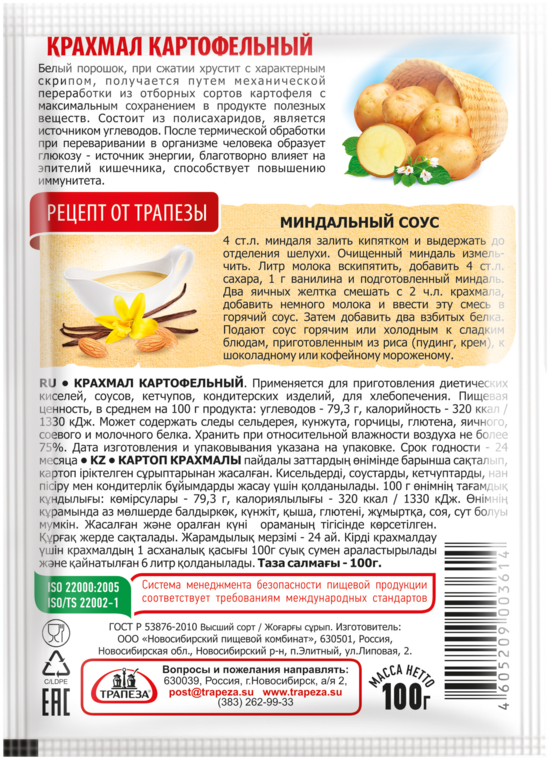 КРАХМАЛ КАРТОФЕЛЬНЫЙ
Белый порошок, при сжатии хрустит с характерным
скрипом, получается путем механической
переработки из отборных сортов картофеля с
максимальным сохранением в продукте полезных
веществ. Состоит из полисахаридов, является
источником углеводов. После термической обработки
при переваривании в организме человека образует
глюкозу - источник энергии, благотворно влияет на
эпителий кишечника, способствует повышению
иммунитета.
РЕЦЕПТ ОТ ТРАПЕЗЫ
МИНДАЛЬНЫЙ СОУС
4 ст.л. миндаля залить кипятком и выдержать до
отделения шелухи. Очищенный миндаль измель-
чить. Литр молока вскипятить, добавить 4 ст.л.
сахара, 1 г ванилина и подготовленный миндаль.
Два яичных желтка смешать с 2 ч.л. крахмала,
добавить немного молока и ввести эту смесь в
горячий соус. Затем добавить два взбитых белка.
Подают соус горячим или холодным к сладким
блюдам, приготовленным из риса (пудинг, крем), к
шоколадному или кофейному мороженому.
RU ● КРАХМАЛ КАРТОФЕЛЬНЫЙ. Применяется для приготовления диетических
киселей, соусов, кетчупов, кондитерских изделий, для хлебопечения. Пищевая
ценность, в среднем на 100 г продукта: углеводов - 79,3 г, калорийность - 320 ккал /
1330 кДж. Может содержать следы сельдерея, кунжута, горчицы, глютена, яичного,
соевого и молочного белка. Хранить при относительной влажности воздуха не более
75%. Дата изготовления и упаковывания указана на упаковке. Срок годности - 24
месяца ● KZ ● КАРТОП КРАХМАЛЫ пайдалы заттардың өнімінде барынша сақталып,
картоп іріктелген сұрыптарынан жасалған. Кисельдерді, соустарды, кетчуптарды, нан
пісіру мен кондитерлік бұйымдарды жасау үшін қолданылады. 100 г өнімнің тағамдық
құндылығы: көмірсулары - 79,3 г, калориялылығы - 320 ккал / 1330 кДж. Өнімнің
құрамында аз мөлшерде балдыркөк, күнжіт, қыша, глютені, жұмыртқа, соя, сүт болуы
мүмкін. Жасалған және оралған күні ораманың тігісінде көрсетілген.
Құрғақ жерде сақталады. Жарамдылық мерзімі - 24 ай. Кірді крахмалдау
үшін крахмалдың 1 асханалық қасығы 100г суық сумен араластырылады
және қайнатылған 6 литр қолданылады. Таза салмағы - 100г.
ISO 22000:2005
ISO/TS 22002-1
Система менеджмента безопасности пищевой продукции
соответствует требованиям международных стандартов
ГОСТ Р 53876-2010 Высший сорт / Жоғарғы сұрып. Изготовитель:
ООО «Новосибирский пищевой комбинат», 630501, Россия,
Новосибирская обл., Новосибирский р-н, п.Элитный, ул.Липовая, 2.
C/LDPE
ЕАС
ТРАПЕЗА
Вопросы и пожелания направлять:
630039, Россия, г.Новосибирск, а/я 2,
post@trapeza.su www.trapeza.su
(383) 262-99-33
МАССА НЕТТО
100г
4605209003614